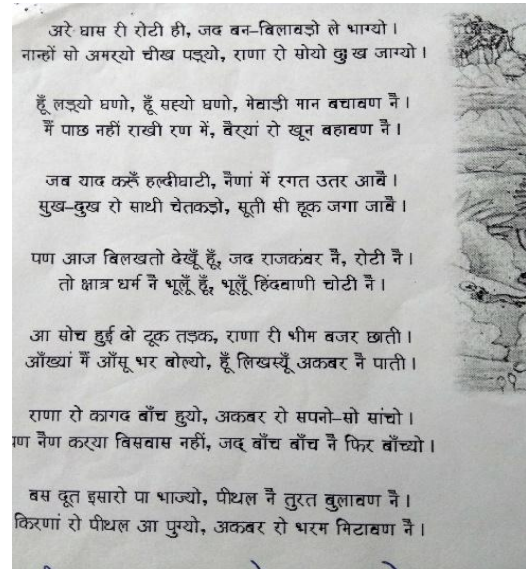 अरे घास री रोटी ही, जद बन-बिलावड़ो ले भाग्यो ।
नान्हों सो अमरयो चीख पड़्यो, राणा रो सोयो दुःख जाग्यो ।
हूँ लड़्यो घणो, हूँ सह्यो घणो, मेवाड़ी मान बचावण नै ।
मैं पाछ नहीं राखी रण में, वैरयां रो खून बहावण नै ।
जब याद करूँ हल्दीघाटी, नैणां में रगत उतर आवै ।
सुख-दुख रो साथी चेतकड़ो, सूती सी हूक जगा जावै ।
पण आज बिलखतो देखूँ हूँ, जद राजकंवर नै, रोटी नै ।
तो क्षात्र धर्म नै भूलूँ हूँ, भूलूँ हिंदवाणी चोटी नै ।
आ सोच हुई दो टूक तड़क, राणा री भीम बजर छाती ।
आँख्यां मैं आँसू भर बोल्यो, हूँ लिखस्यूँ अकबर नै पाती ।
राणा रो कागद बाँच हुयो, अकबर रो सपनो-सो सांचो ।
नैण करया बिसवास नहीं, जद् बाँच बाँच नै फिर बाँच्यो ।
बस दूत इसारो पा भाज्यो, पीथल नै तुरत बुलावण नै ।
किरणां रो पीथल आ पुग्यो, अकबर रो भरम मिटावण नै ।